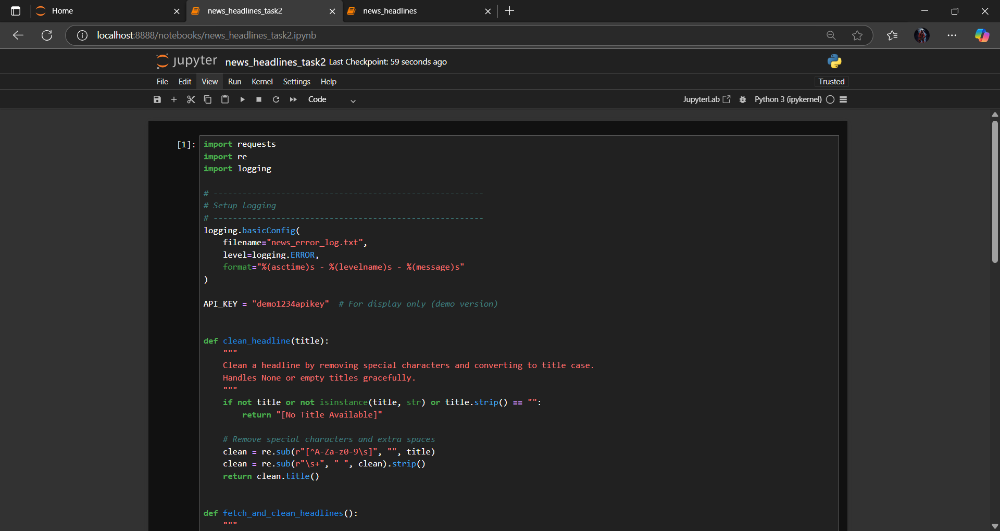 Home
news_headlines_task2
news_headlines
localhost:8888/notebooks/news_headlines_task2.ipynb
jupyter news_headlines_task2 Last Checkpoint: 59 seconds ago
File Edit View Run Kernel Settings Help Trusted
Code JupyterLab Python 3 (ipykernel)
[1]: import requests
import re
import logging
# --------------------------------------------------------
# Setup logging
# --------------------------------------------------------
logging.basicConfig(
    filename="news_error_log.txt",
    level=logging.ERROR,
    format="%(asctime)s - %(levelname)s - %(message)s"
)
API_KEY = "demo1234apikey"  # For display only (demo version)
def clean_headline(title):
    """
    Clean a headline by removing special characters and converting to title case.
    Handles None or empty titles gracefully.
    """
    if not title or not isinstance(title, str) or title.strip() == "":
        return "[No Title Available]"
    # Remove special characters and extra spaces
    clean = re.sub(r"[^A-Za-z0-9\s]", "", title)
    clean = re.sub(r"\s+", " ", clean).strip()
    return clean.title()
def fetch_and_clean_headlines():
    """